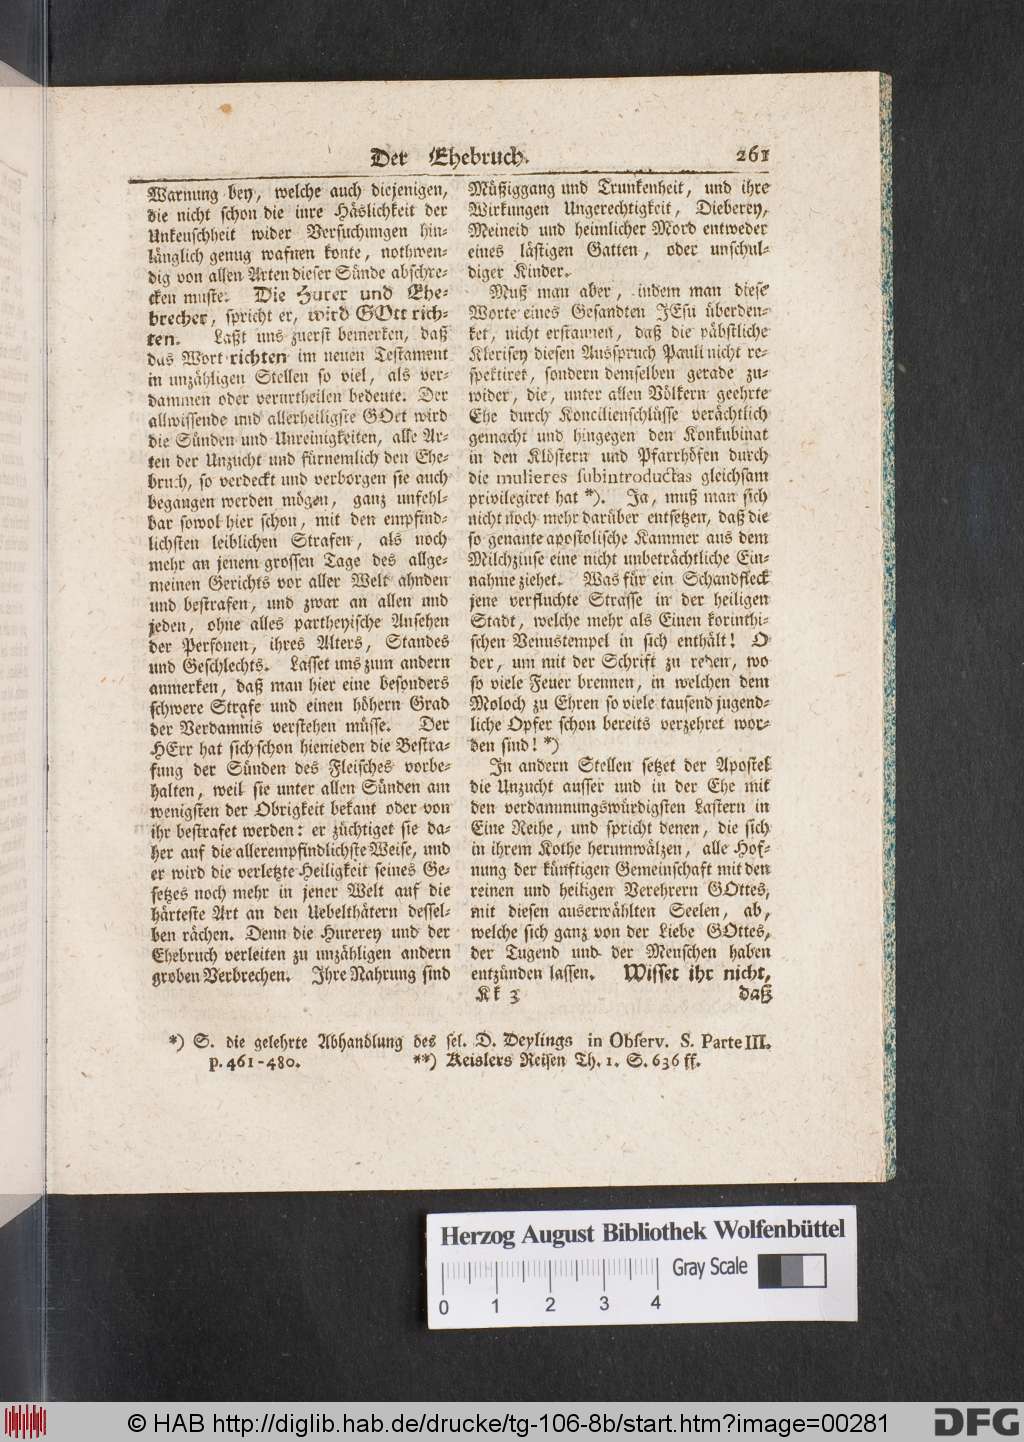 Der Ehebruch. 261
Warnung bey, welche auch diejenigen,
die nicht schon die inre Häslichkeit der
Unkeuschheit wider Versuchungen hin-
länglich genug wafnen konte, nothwen-
dig von allen Arten dieser Sünde abschre-
cken muste. Die Hurer und Ehe-
brecher, spricht er, wird GOtt rich-
ten. Laßt uns zuerst bemerken, daß
das Wort richten im neuen Testament
in unzähligen Stellen so viel, als ver-
dammen oder verurtheilen bedeute. Der
allwissende und allerheiligste GOtt wird
die Sünden und Unreinigkeiten, alle Ar-
ten der Unzucht und fürnemlich den Ehe-
bruch, so verdeckt und verborgen sie auch
begangen werden mögen, ganz unfehl-
bar sowol hier schon, mit den empfind-
lichsten leiblichen Strafen, als noch
mehr an jenem grossen Tage des allge-
meinen Gerichts vor aller Welt ahnden
und bestrafen, und zwar an allen und
jeden, ohne alles partheyische Ansehen
der Personen, ihres Alters, Standes
und Geschlechts. Lasset uns zum andern
anmerken, daß man hier eine besonders
schwere Strafe und einen höhern Grad
der Verdamnis verstehen müsse. Der
HErr hat sich schon hienieden die Bestra-
fung der Sünden des Fleisches vorbe-
halten, weil sie unter allen Sünden am
wenigsten der Obrigkeit bekant oder von
ihr bestrafet werden: er züchtiget sie da-
her auf die allerempfindlichste Weise, und
er wird die verletzte Heiligkeit seines Ge-
setzes noch mehr in jener Welt auf die
härteste Art an den Uebelthätern dessel-
ben rächen. Denn die Hurerey und der
Ehebruch verleiten zu unzähligen andern
groben Verbrechen. Ihre Nahrung sind
Müßiggang und Trunkenheit, und ihre
Wirkungen Ungerechtigkeit, Dieberey,
Meineid und heimlicher Mord entweder
eines lästigen Gatten, oder unschul-
diger Kinder.
Muß man aber, indem man diese
Worte eines Gesandten JEsu überden-
ket, nicht erstaunen, daß die päbstliche
Klerisey diesen Ausspruch Pauli nicht re-
spektiret, sondern demselben gerade zu-
wider, die, unter allen Völkern geehrte
Ehe durch Koncilienschlüsse verächtlich
gemacht und hingegen den Konkubinat
in den Klöstern und Pfarrhöfen durch
die mulieres subintroductas gleichsam
privilegiret hat *). Ja, muß man sich
nicht noch mehr darüber entsetzen, daß die
so genante apostolische Kammer aus dem
Milchzinse eine nicht unbeträchtliche Ein-
nahme ziehet. Was für ein Schandfleck
jene verfluchte Strasse in der heiligen
Stadt, welche mehr als Einen korinthi-
schen Venustempel in sich enthält! O
der, um mit der Schrift zu reden, wo
so viele Feuer brennen, in welchen dem
Moloch zu Ehren so viele tausend jugend-
liche Opfer schon bereits verzehret wor-
den sind! *)
In andern Stellen setzet der Apostel
die Unzucht ausser und in der Ehe mit
den verdammungswürdigsten Lastern in
Eine Reihe, und spricht denen, die sich
in ihrem Kothe herumwälzen, alle Hof-
nung der künftigen Gemeinschaft mit den
reinen und heiligen Verehrern GOttes,
mit diesen auserwählten Seelen, ab,
welche sich ganz von der Liebe GOttes,
der Tugend und der Menschen haben
entzünden lassen. Wisset ihr nicht,
Kk 3 daß
*) S. die gelehrte Abhandlung des sel. D. Deylings in Observ. S. Parte III.
p. 461-480. **) Keislers Reisen Th. 1. S. 636 ff.
Herzog August Bibliothek Wolfenbüttel
Gray Scale
0 1 2 3 4
© HAB http://diglib.hab.de/drucke/tg-106-8b/start.htm?image=00281
DFG